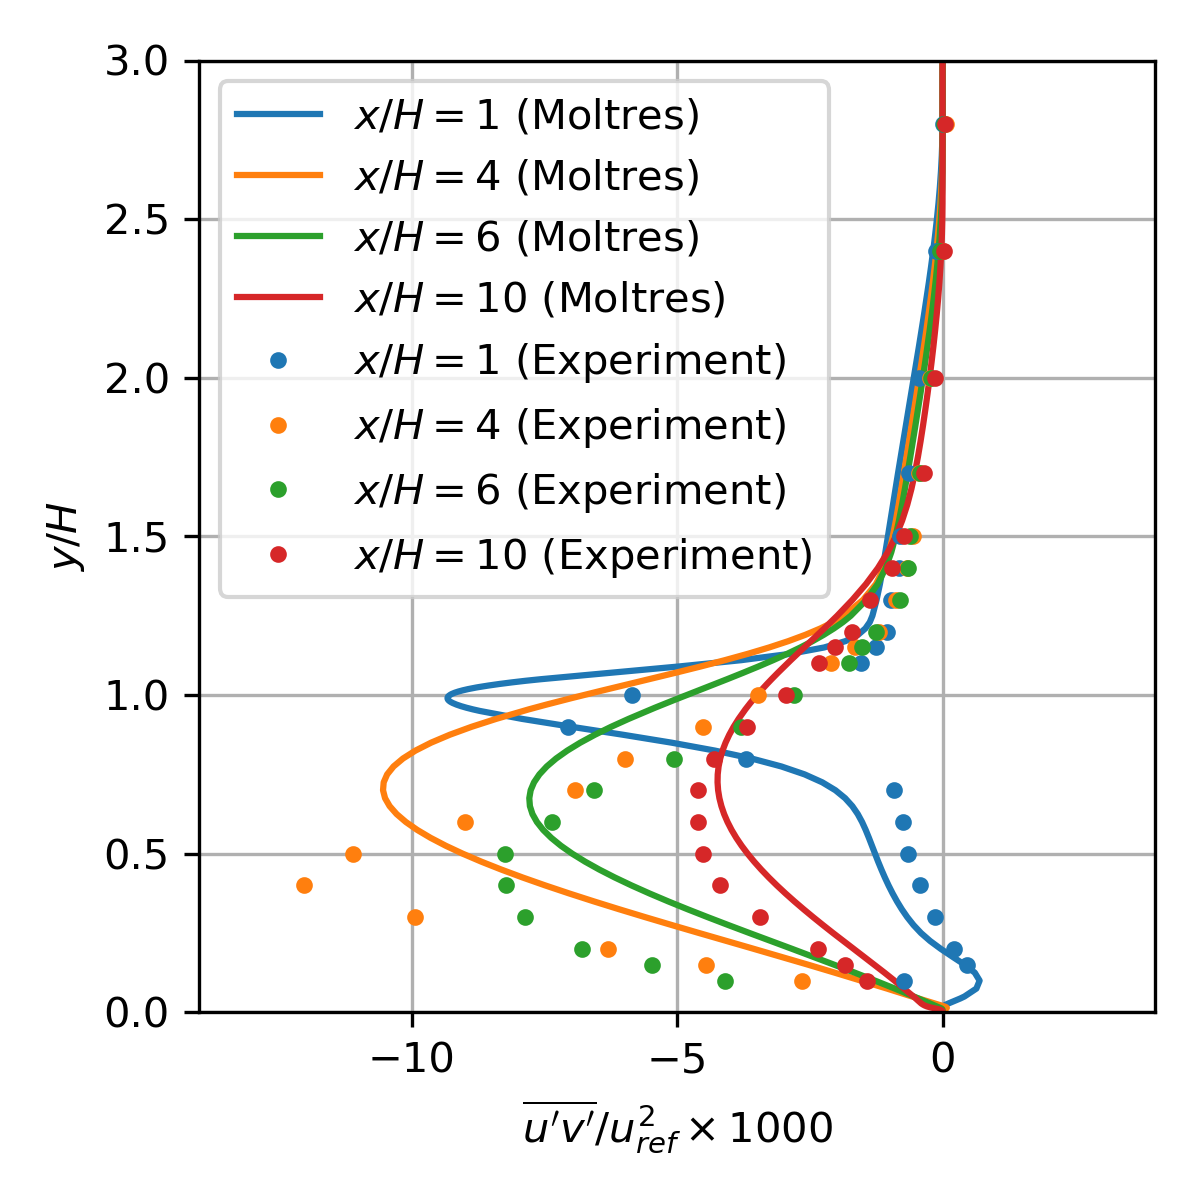 3.0
2.5
2.0
1.5
1.0
0.5
0.0
−10
−5
0
y/H
x/H = 1 (Moltres)
x/H = 4 (Moltres)
x/H = 6 (Moltres)
x/H = 10 (Moltres)
x/H = 1 (Experiment)
x/H = 4 (Experiment)
x/H = 6 (Experiment)
x/H = 10 (Experiment)
u′v′/u²ref × 1000